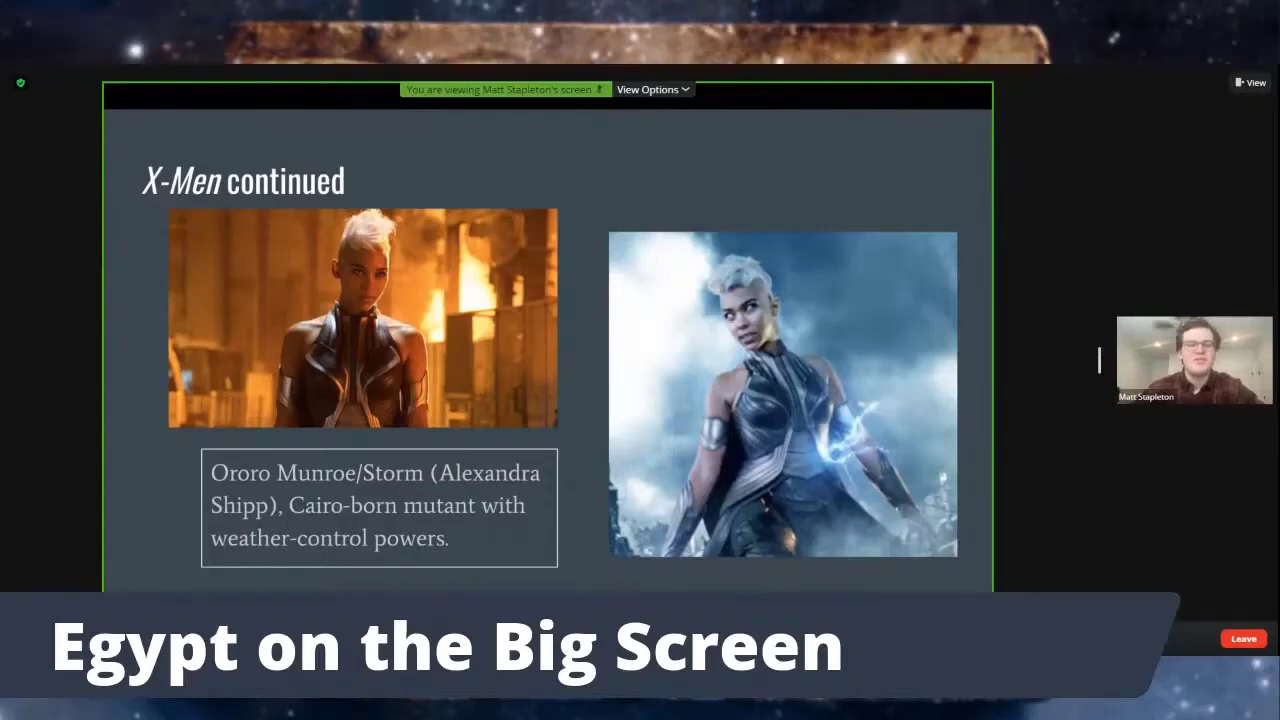 You are viewing Matt Stapleton's screen
View Options
View
X-Men continued
Ororo Munroe/Storm (Alexandra
Shipp), Cairo-born mutant with
weather-control powers.
Matt Stapleton
Leave
Egypt on the Big Screen